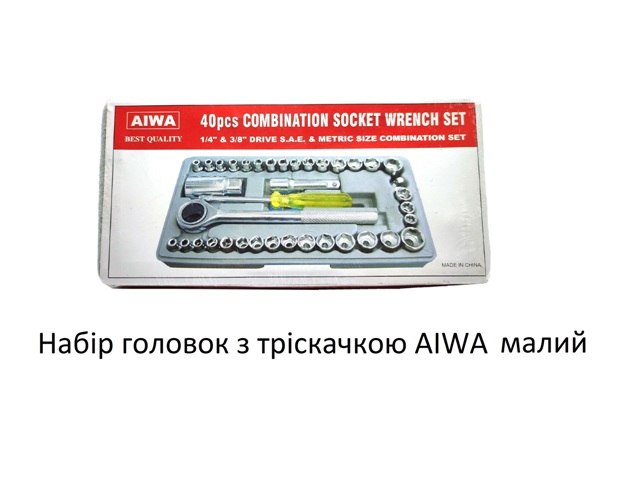 AIWA
BEST QUALITY
40pcs COMBINATION SOCKET WRENCH SET
1/4" & 3/8" DRIVE S.A.E. & METRIC SIZE COMBINATION SET
MADE IN CHINA
Набір головок з тріскачкою AIWA малий